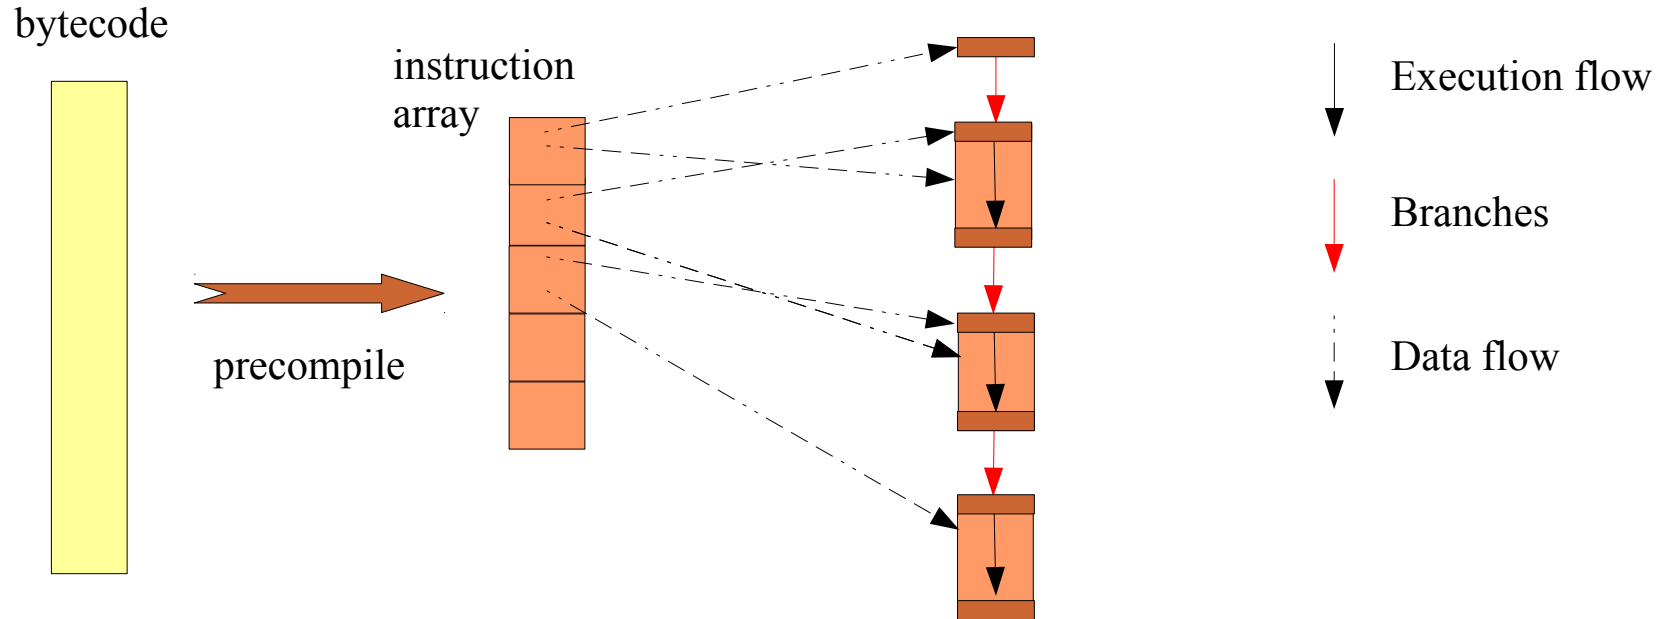 bytecode
instruction
array
precompile
Execution flow
Branches
Data flow